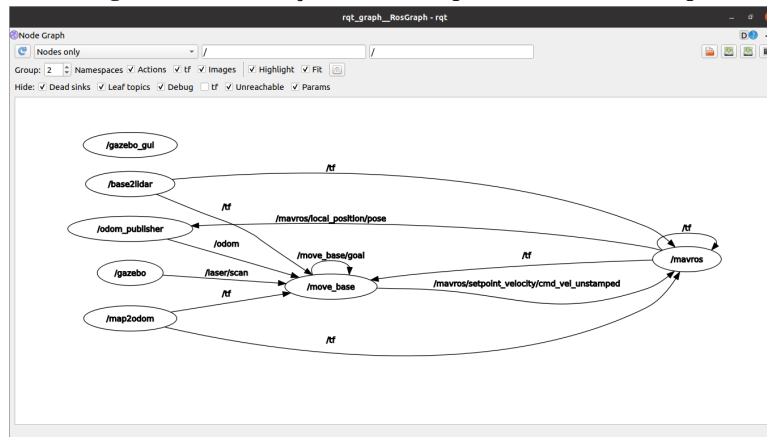 rqt_graph__RosGraph - rqt
Node Graph
D
Nodes only / /
Group: 2 Namespaces Actions tf Images Highlight Fit
Hide: Dead sinks Leaf topics Debug tf Unreachable Params
/gazebo_gui
/tf
/base2lidar
/tf
/mavros/local_position/pose
/tf
/odom_publisher
/odom
/move_base/goal
/tf
/mavros
/gazebo
/laser/scan
/move_base
/mavros/setpoint_velocity/cmd_vel_unstamped
/tf
/map2odom
/tf